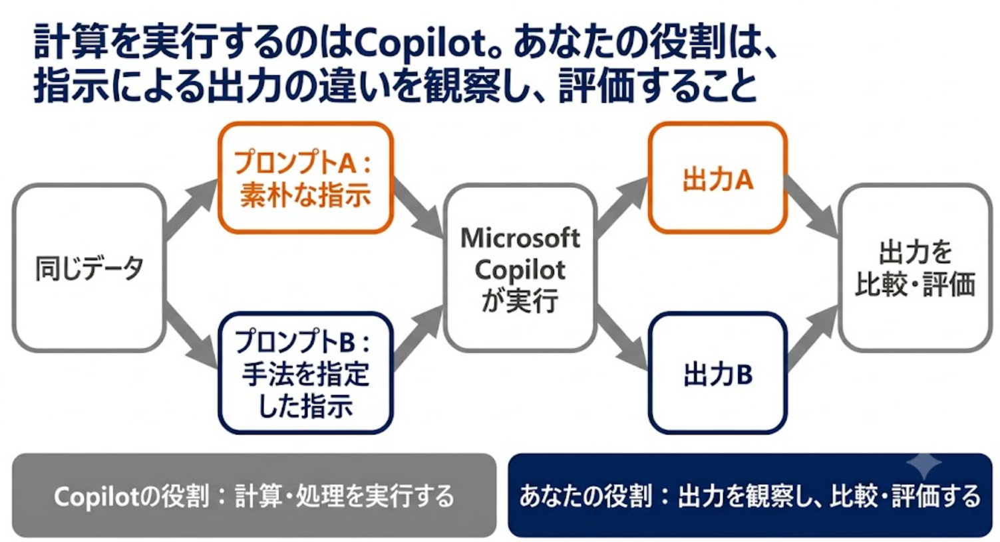 計算を実行するのはCopilot。あなたの役割は、
指示による出力の違いを観察し、評価すること
同じデータ
プロンプトA：
素朴な指示
プロンプトB：
手法を指定
した指示
Microsoft
Copilot
が実行
出力A
出力B
出力を
比較・評価
Copilotの役割：計算・処理を実行する
あなたの役割：出力を観察し、比較・評価する